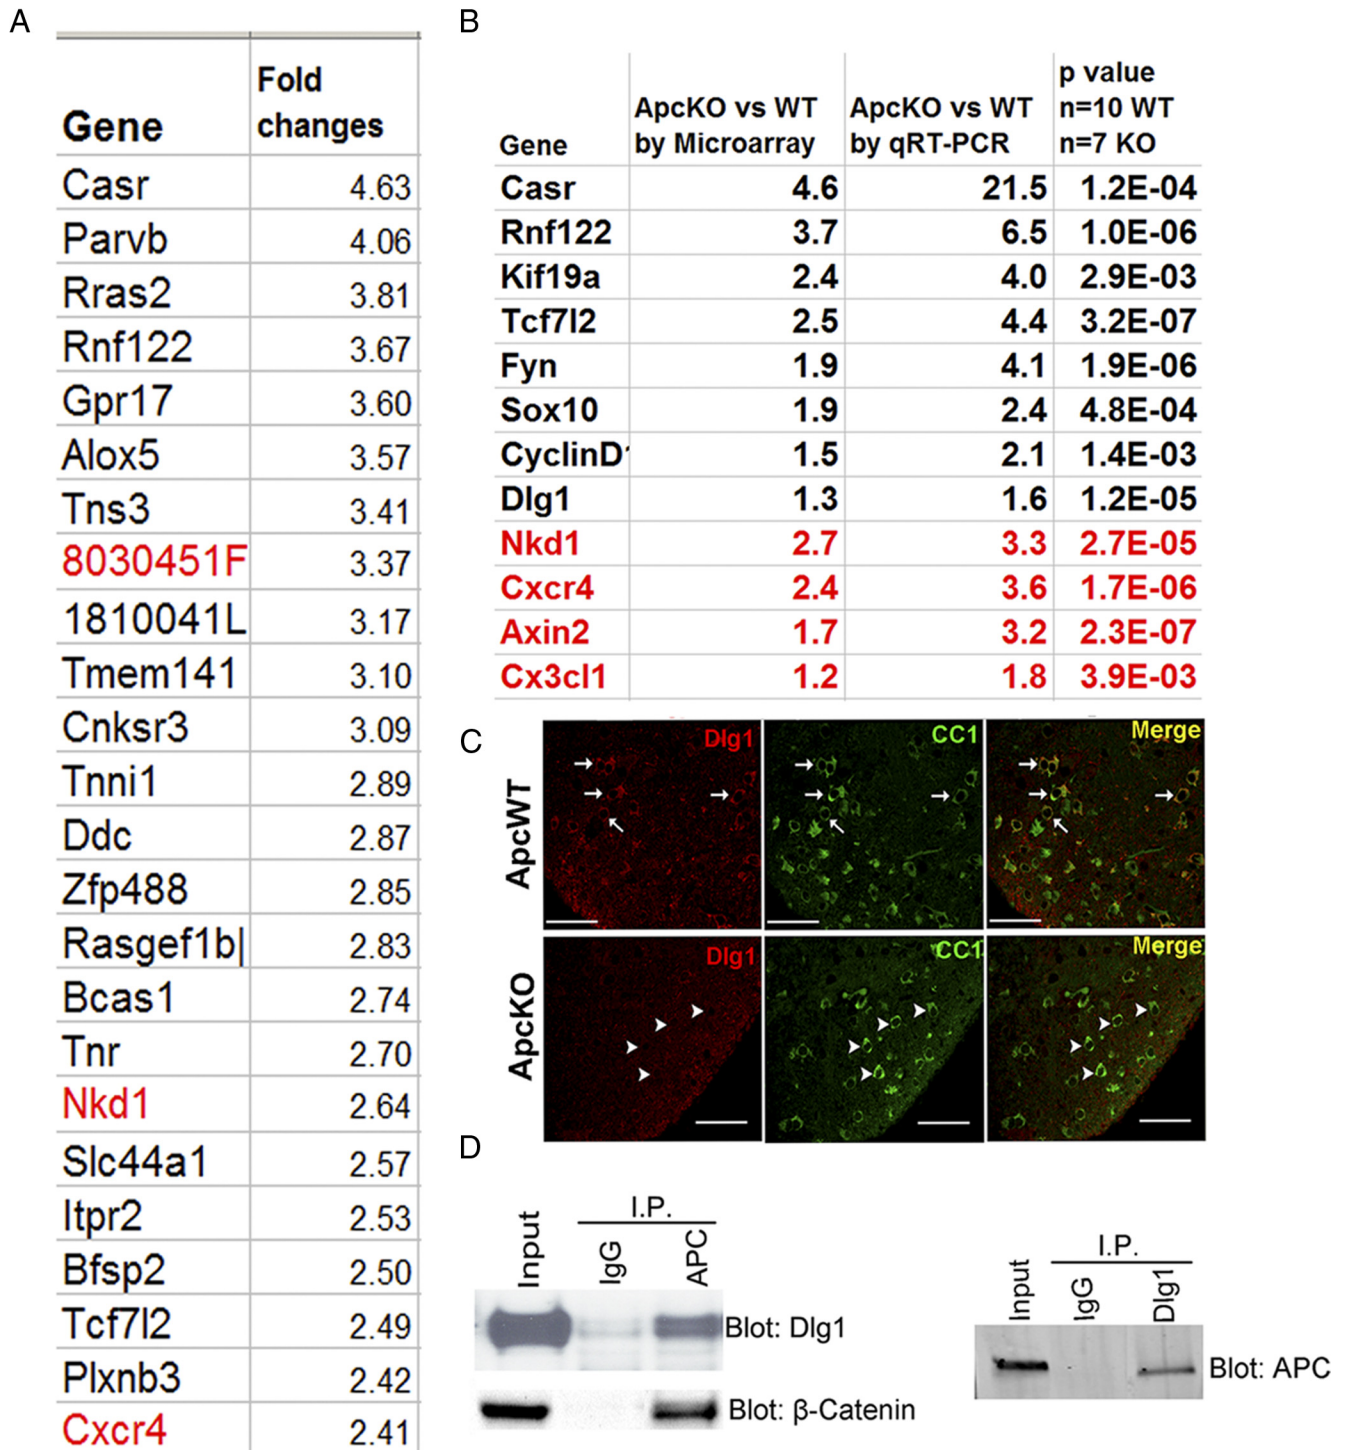 A
Gene Fold changes
Casr 4.63
Parvb 4.06
Rras2 3.81
Rnf122 3.67
Gpr17 3.60
Alox5 3.57
Tns3 3.41
8030451F 3.37
1810041L 3.17
Tmem141 3.10
Cnksr3 3.09
Tnni1 2.89
Ddc 2.87
Zfp488 2.85
Rasgef1b| 2.83
Bcas1 2.74
Tnr 2.70
Nkd1 2.64
Slc44a1 2.57
Itpr2 2.53
Bfsp2 2.50
Tcf7l2 2.49
Plxnb3 2.42
Cxcr4 2.41
B
Gene ApcKO vs WT by Microarray ApcKO vs WT by qRT-PCR p value n=10 WT n=7 KO
Casr 4.6 21.5 1.2E-04
Rnf122 3.7 6.5 1.0E-06
Kif19a 2.4 4.0 2.9E-03
Tcf7l2 2.5 4.4 3.2E-07
Fyn 1.9 4.1 1.9E-06
Sox10 1.9 2.4 4.8E-04
CyclinD1 1.5 2.1 1.4E-03
Dlg1 1.3 1.6 1.2E-05
Nkd1 2.7 3.3 2.7E-05
Cxcr4 2.4 3.6 1.7E-06
Axin2 1.7 3.2 2.3E-07
Cx3cl1 1.2 1.8 3.9E-03
C
ApcWT
Dlg1 CC1 Merge
ApcKO
Dlg1 CC1 Merge
D
I.P.
Input IgG APC
Blot: Dlg1
Blot: β-Catenin
I.P.
Input IgG Dlg1
Blot: APC